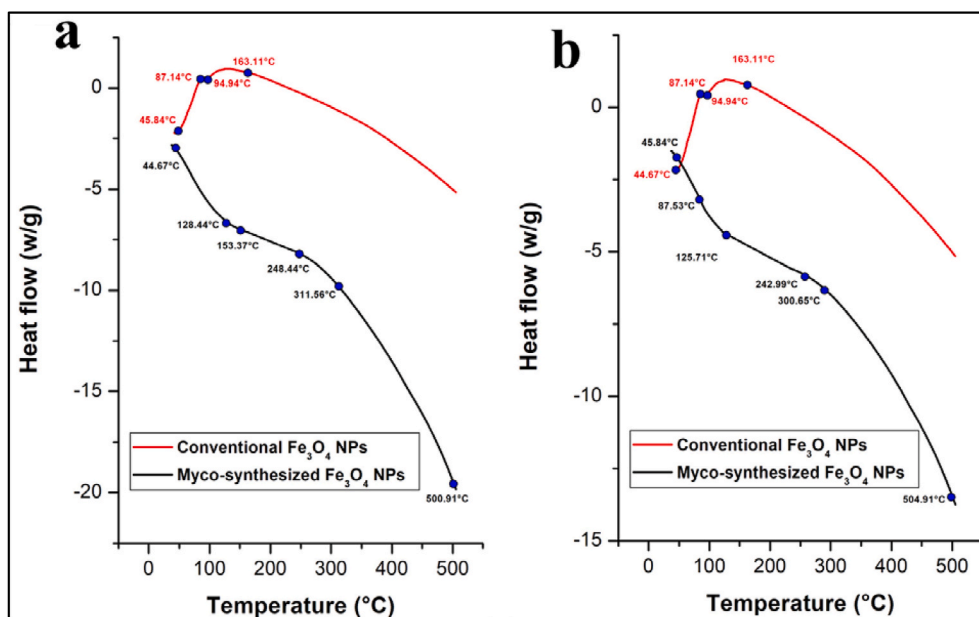 a
0
-5
-10
-15
-20
Heat flow (w/g)
87.14°C
163.11°C
94.94°C
45.84°C
44.67°C
128.44°C
153.37°C
248.44°C
311.56°C
500.91°C
Conventional Fe₃O₄ NPs
Myco-synthesized Fe₃O₄ NPs
0 100 200 300 400 500
Temperature (°C)
b
0
-5
-10
-15
Heat flow (w/g)
163.11°C
87.14°C
94.94°C
45.84°C
44.67°C
87.53°C
125.71°C
242.99°C
300.65°C
504.91°C
Conventional Fe₃O₄ NPs
Myco-synthesized Fe₃O₄ NPs
0 100 200 300 400 500
Temperature (°C)